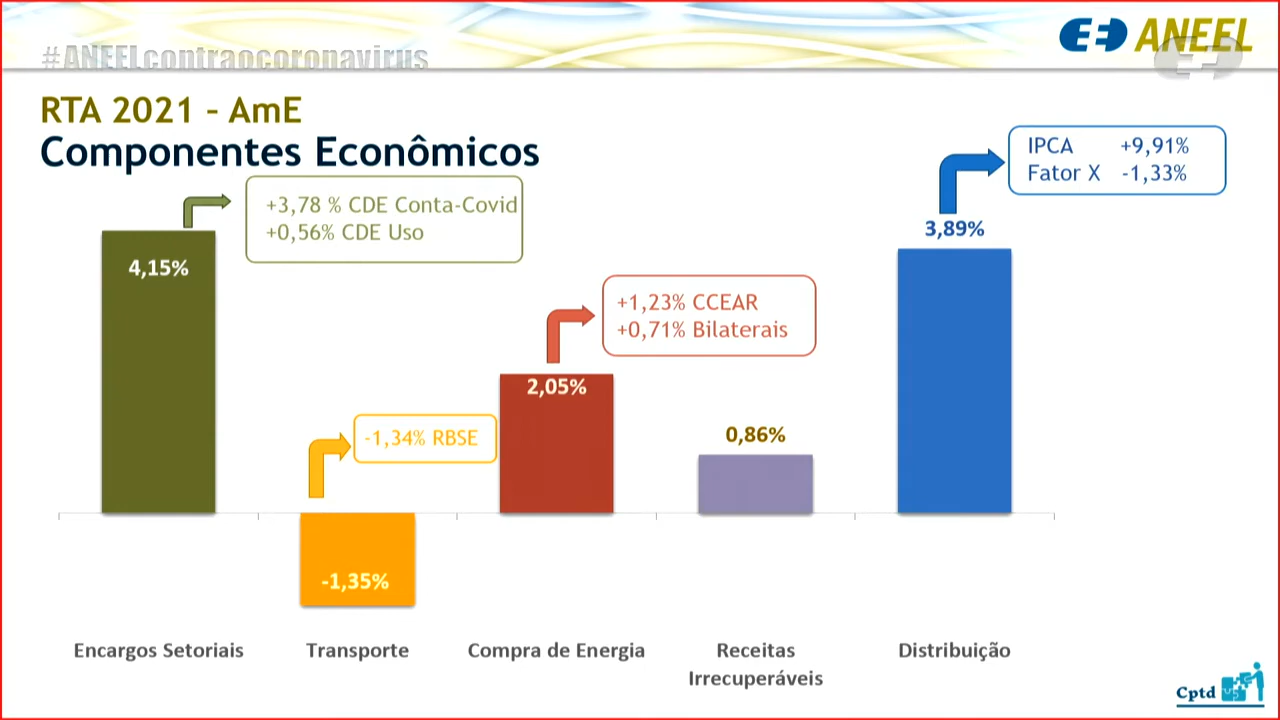 #ANEELcontraocoronavirus
ANEEL
RTA 2021 – AmE
Componentes Econômicos
IPCA +9,91%
Fator X -1,33%
+3,78 % CDE Conta-Covid
+0,56% CDE Uso
3,89%
4,15%
+1,23% CCEAR
+0,71% Bilaterais
2,05%
-1,34% RBSE
0,86%
-1,35%
Encargos Setoriais
Transporte
Compra de Energia
Receitas
Irrecuperáveis
Distribuição
Cptd